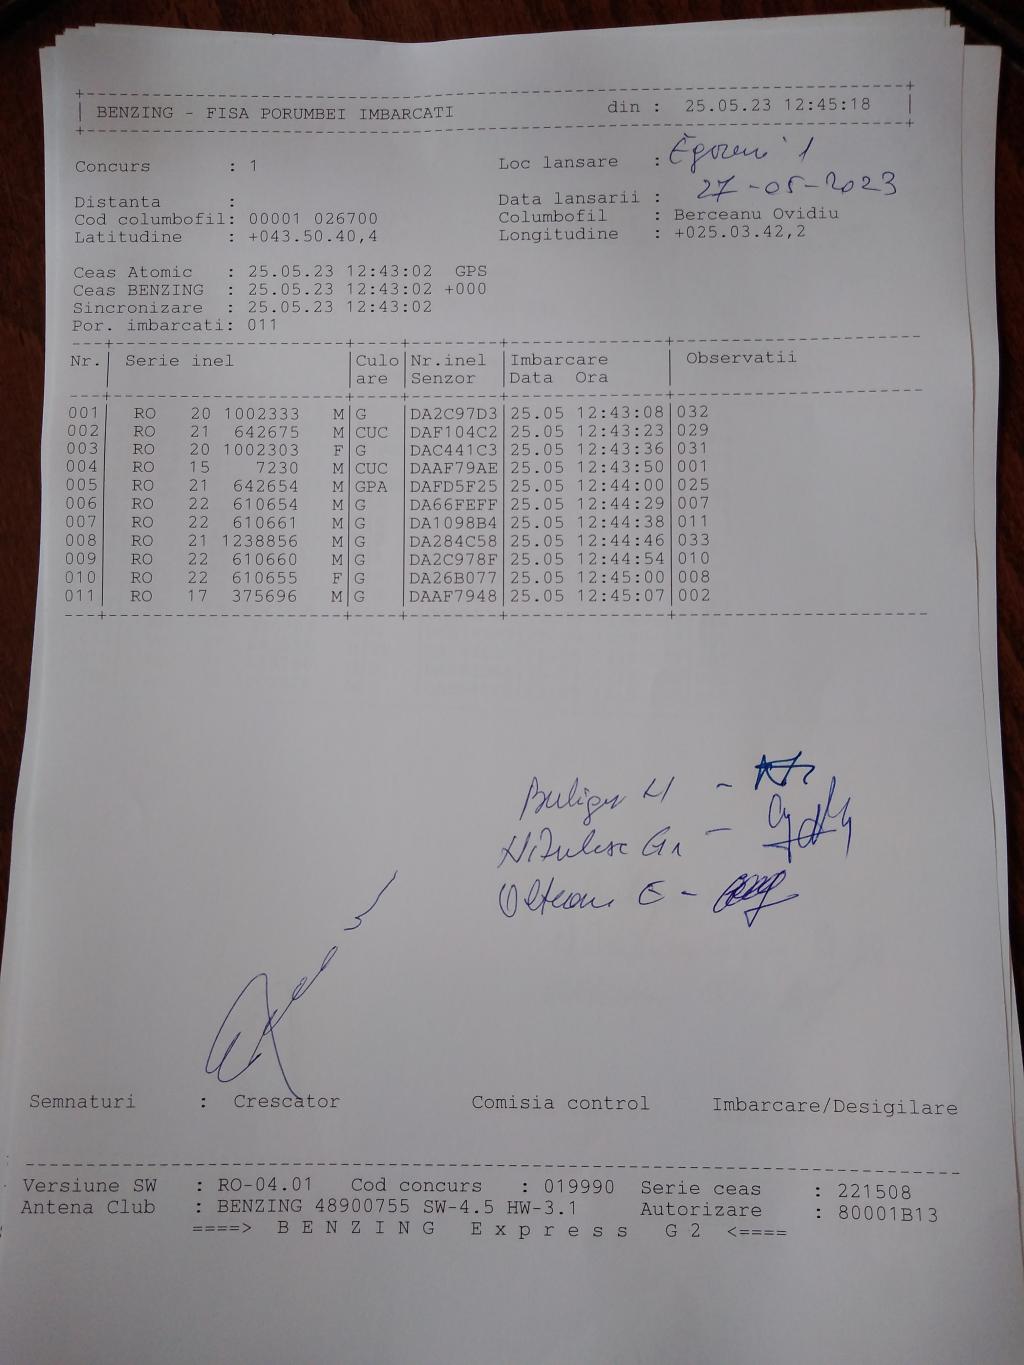 BENZING - FISA PORUMBEI IMBARCATI din : 25.05.23 12:45:18
Concurs : 1 Loc lansare : 1
Distanta : Data lansarii : 27-05-2023
Cod columbofil: 00001 026700 Columbofil : Berceanu Ovidiu
Latitudine : +043.50.40,4 Longitudine : +025.03.42,2
Ceas Atomic : 25.05.23 12:43:02 GPS
Ceas BENZING : 25.05.23 12:43:02 +000
Sincronizare : 25.05.23 12:43:02
Por. imbarcati: 011
Nr. Serie inel Culo Nr.inel Imbarcare Observatii
are Senzor Data Ora
001 RO 20 1002333 M G DA2C97D3 25.05 12:43:08 032
002 RO 21 642675 M CUC DAF104C2 25.05 12:43:23 029
003 RO 20 1002303 F G DAC441C3 25.05 12:43:36 031
004 RO 15 7230 M CUC DAAF79AE 25.05 12:43:50 001
005 RO 21 642654 M GPA DAFD5F25 25.05 12:44:00 025
006 RO 22 610654 M G DA66FEFF 25.05 12:44:29 007
007 RO 22 610661 M G DA1098B4 25.05 12:44:38 011
008 RO 21 1238856 M G DA284C58 25.05 12:44:46 033
009 RO 22 610660 M G DA2C978F 25.05 12:44:54 010
010 RO 22 610655 F G DA26B077 25.05 12:45:00 008
011 RO 17 375696 M G DAAF7948 25.05 12:45:07 002
Semnaturi : Crescator Comisia control Imbarcare/Desigilare
Versiune SW : RO-04.01 Cod concurs : 019990 Serie ceas : 221508
Antena Club : BENZING 48900755 SW-4.5 HW-3.1 Autorizare : 80001B13
====> BENZING Express G2 <====